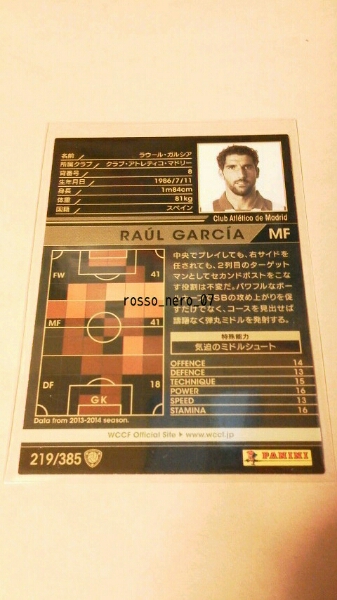 名前 ラウール・ガルシア
所属クラブ クラブ・アトレティコ・マドリー
背番号 8
生年月日 1986/7/11
身長 1m84cm
体重 81kg
国籍 スペイン
Club Atlético de Madrid
RAÚL GARCÍA MF
FW 41
MF 41
DF 18
GK
Data from 2013-2014 season.
中央でプレイしても、右サイドを
任されても、2列目のターゲット
マンとしてセカンドポストをこな
す役割は不変だ。パワフルなボー
目の攻め上がりを促
すだけでなく、コースを見出せば
躊躇なく弾丸ミドルを発射する。
rosso_nero_07
特殊能力
気迫のミドルシュート
OFFENCE 14
DEFENCE 13
TECHNIQUE 15
POWER 16
SPEED 13
STAMINA 16
WCCF Official Site ▶ www.wccf.jp
219/385
PANINI